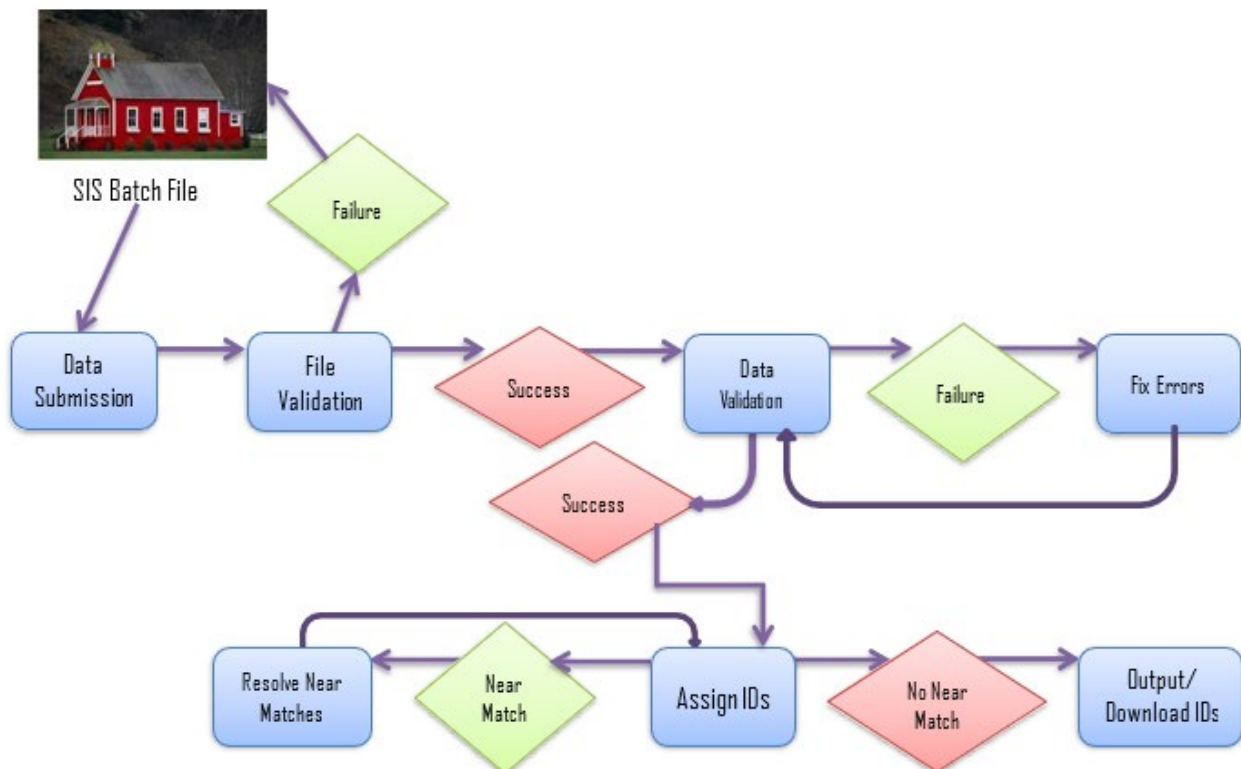 SIS Batch File
Failure
Data
Submission
File
Validation
Success
Data
Validation
Failure
Fix Errors
Success
Resolve Near
Matches
Near
Match
Assign IDs
No Near
Match
Output/
Download IDs